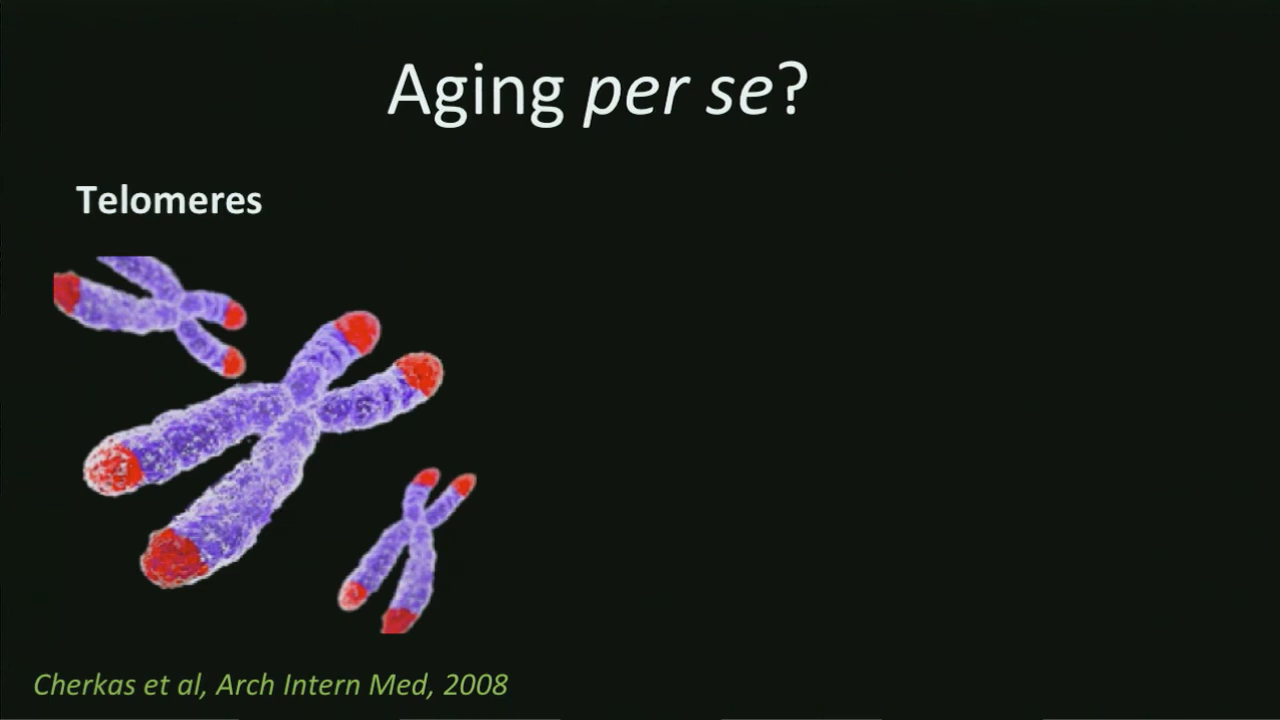 Aging per se?
Telomeres
Cherkas et al, Arch Intern Med, 2008